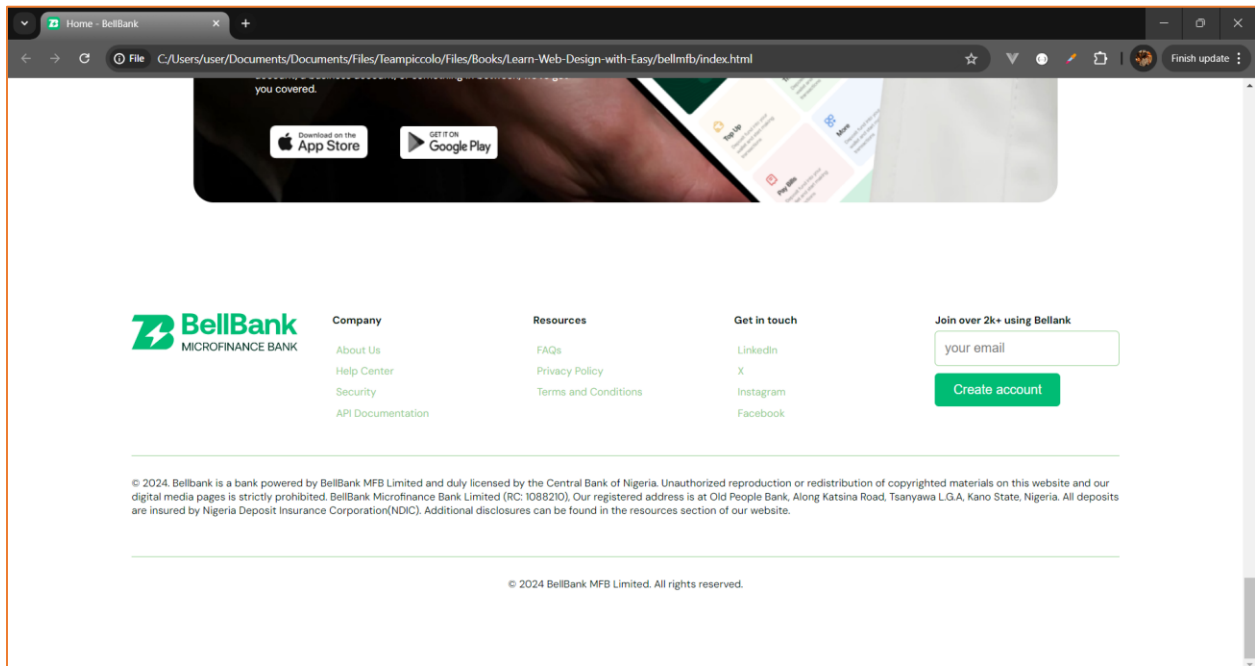 Home - BellBank
File C:/Users/user/Documents/Documents/Files/Teampiccolo/Files/Books/Learn-Web-Design-with-Easy/bellmfb/index.html
Finish update
you covered.
Download on the
App Store
GET IT ON
Google Play
Top Up
More
Pay Bills
BellBank
MICROFINANCE BANK
Company
About Us
Help Center
Security
API Documentation
Resources
FAQs
Privacy Policy
Terms and Conditions
Get in touch
LinkedIn
X
Instagram
Facebook
Join over 2k+ using Bellank
your email
Create account
© 2024. Bellbank is a bank powered by BellBank MFB Limited and duly licensed by the Central Bank of Nigeria. Unauthorized reproduction or redistribution of copyrighted materials on this website and our
digital media pages is strictly prohibited. BellBank Microfinance Bank Limited (RC: 1088210), Our registered address is at Old People Bank, Along Katsina Road, Tsanyawa L.G.A, Kano State, Nigeria. All deposits
are insured by Nigeria Deposit Insurance Corporation(NDIC). Additional disclosures can be found in the resources section of our website.
© 2024 BellBank MFB Limited. All rights reserved.